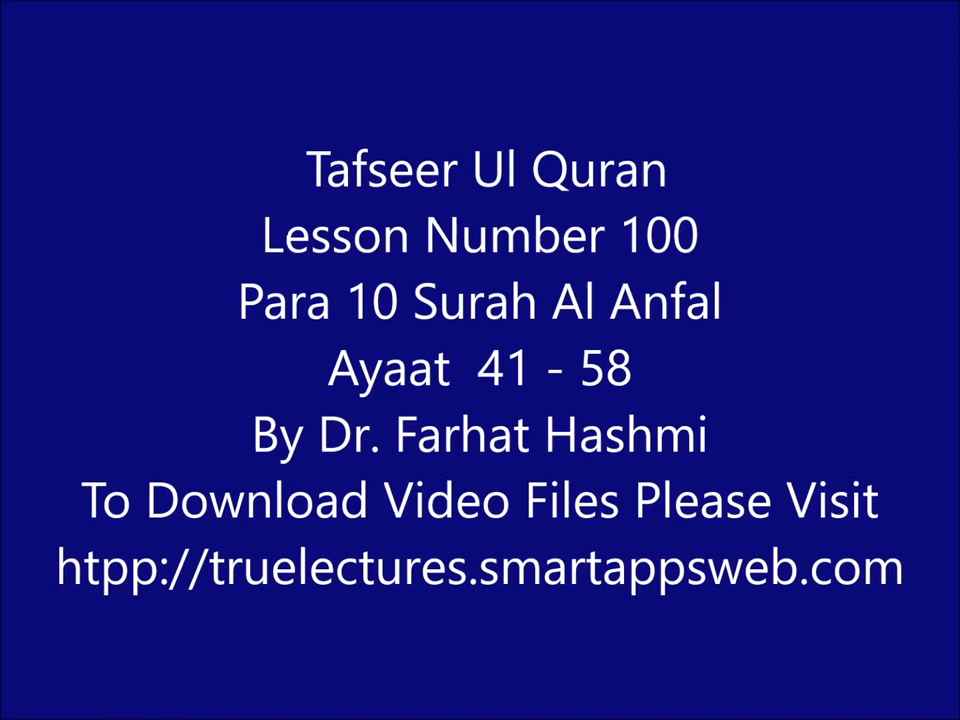 Tafseer Ul Quran
Lesson Number 100
Para 10 Surah Al Anfal
Ayaat  41 - 58
By Dr. Farhat Hashmi
To Download Video Files Please Visit
htpp://truelectures.smartappsweb.com